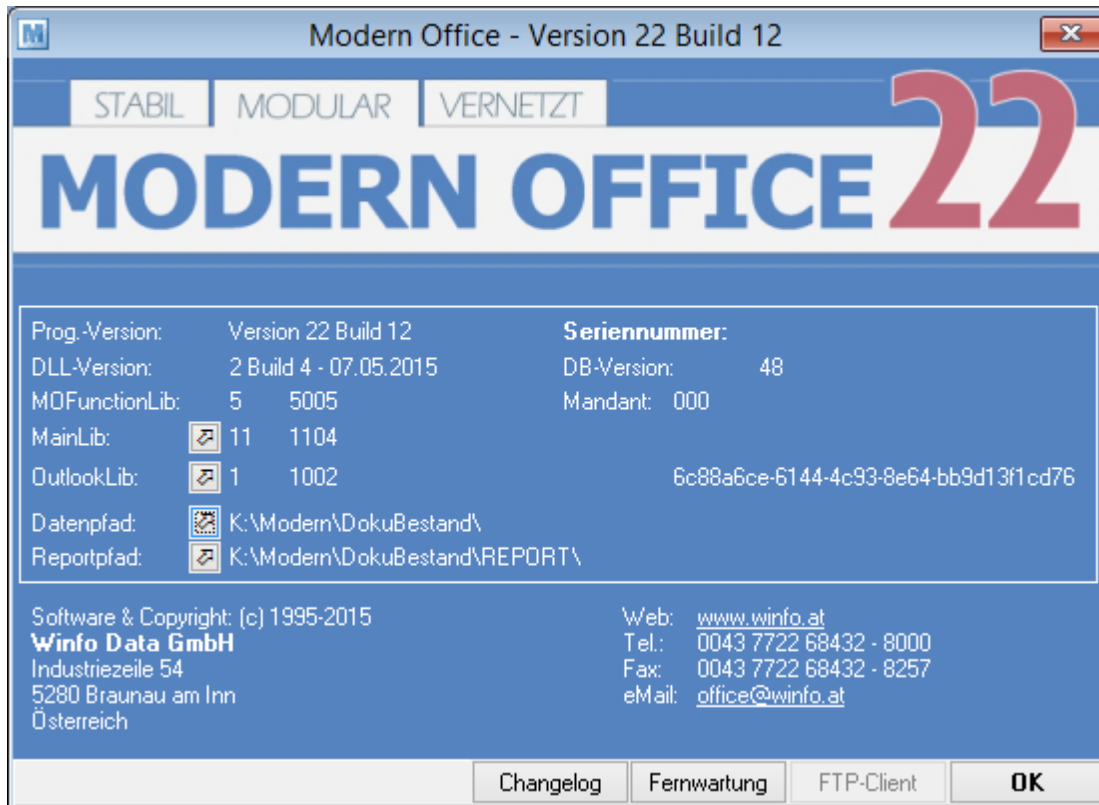 Modern Office - Version 22 Build 12
STABIL MODULAR VERNETZT
MODERN OFFICE 22
Prog.-Version: Version 22 Build 12 Seriennummer:
DLL-Version: 2 Build 4 - 07.05.2015 DB-Version: 48
MOFunctionLib: 5 5005 Mandant: 000
MainLib: 11 1104
OutlookLib: 1 1002 6c88a6ce-6144-4c93-8e64-bb9d13f1cd76
Datenpfad: K:\Modern\DokuBestand\
Reportpfad: K:\Modern\DokuBestand\REPORT\
Software & Copyright: (c) 1995-2015 Web: www.winfo.at
Winfo Data GmbH Tel.: 0043 7722 68432 - 8000
Industriezeile 54 Fax: 0043 7722 68432 - 8257
5280 Braunau am Inn eMail: office@winfo.at
Österreich
Changelog Fernwartung FTP-Client OK